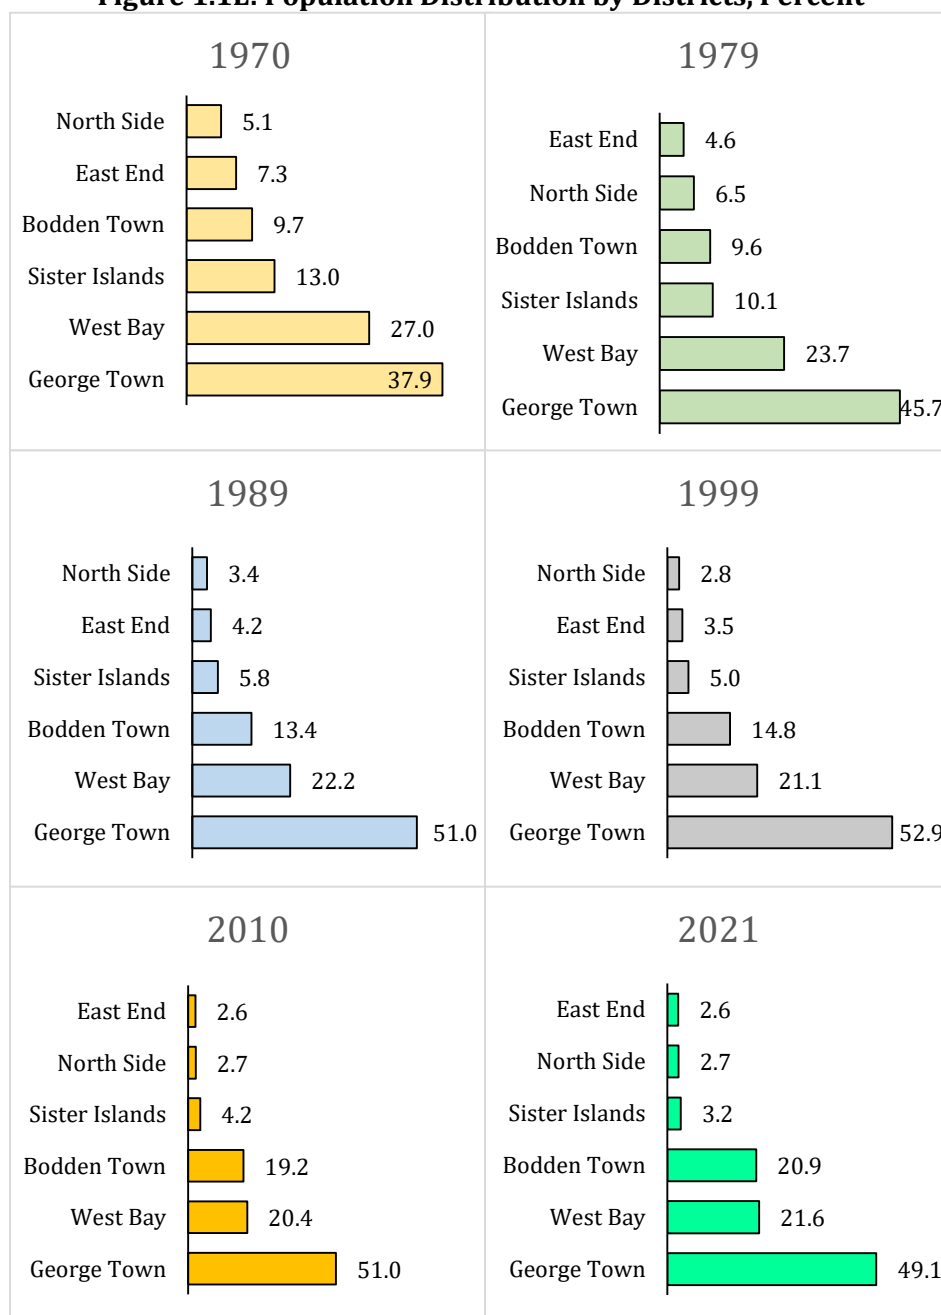 Figure 1.1E: Population Distribution by Districts, Percent
1970
North Side 5.1
East End 7.3
Bodden Town 9.7
Sister Islands 13.0
West Bay 27.0
George Town 37.9
1979
East End 4.6
North Side 6.5
Bodden Town 9.6
Sister Islands 10.1
West Bay 23.7
George Town 45.7
1989
North Side 3.4
East End 4.2
Sister Islands 5.8
Bodden Town 13.4
West Bay 22.2
George Town 51.0
1999
North Side 2.8
East End 3.5
Sister Islands 5.0
Bodden Town 14.8
West Bay 21.1
George Town 52.9
2010
East End 2.6
North Side 2.7
Sister Islands 4.2
Bodden Town 19.2
West Bay 20.4
George Town 51.0
2021
East End 2.6
North Side 2.7
Sister Islands 3.2
Bodden Town 20.9
West Bay 21.6
George Town 49.1